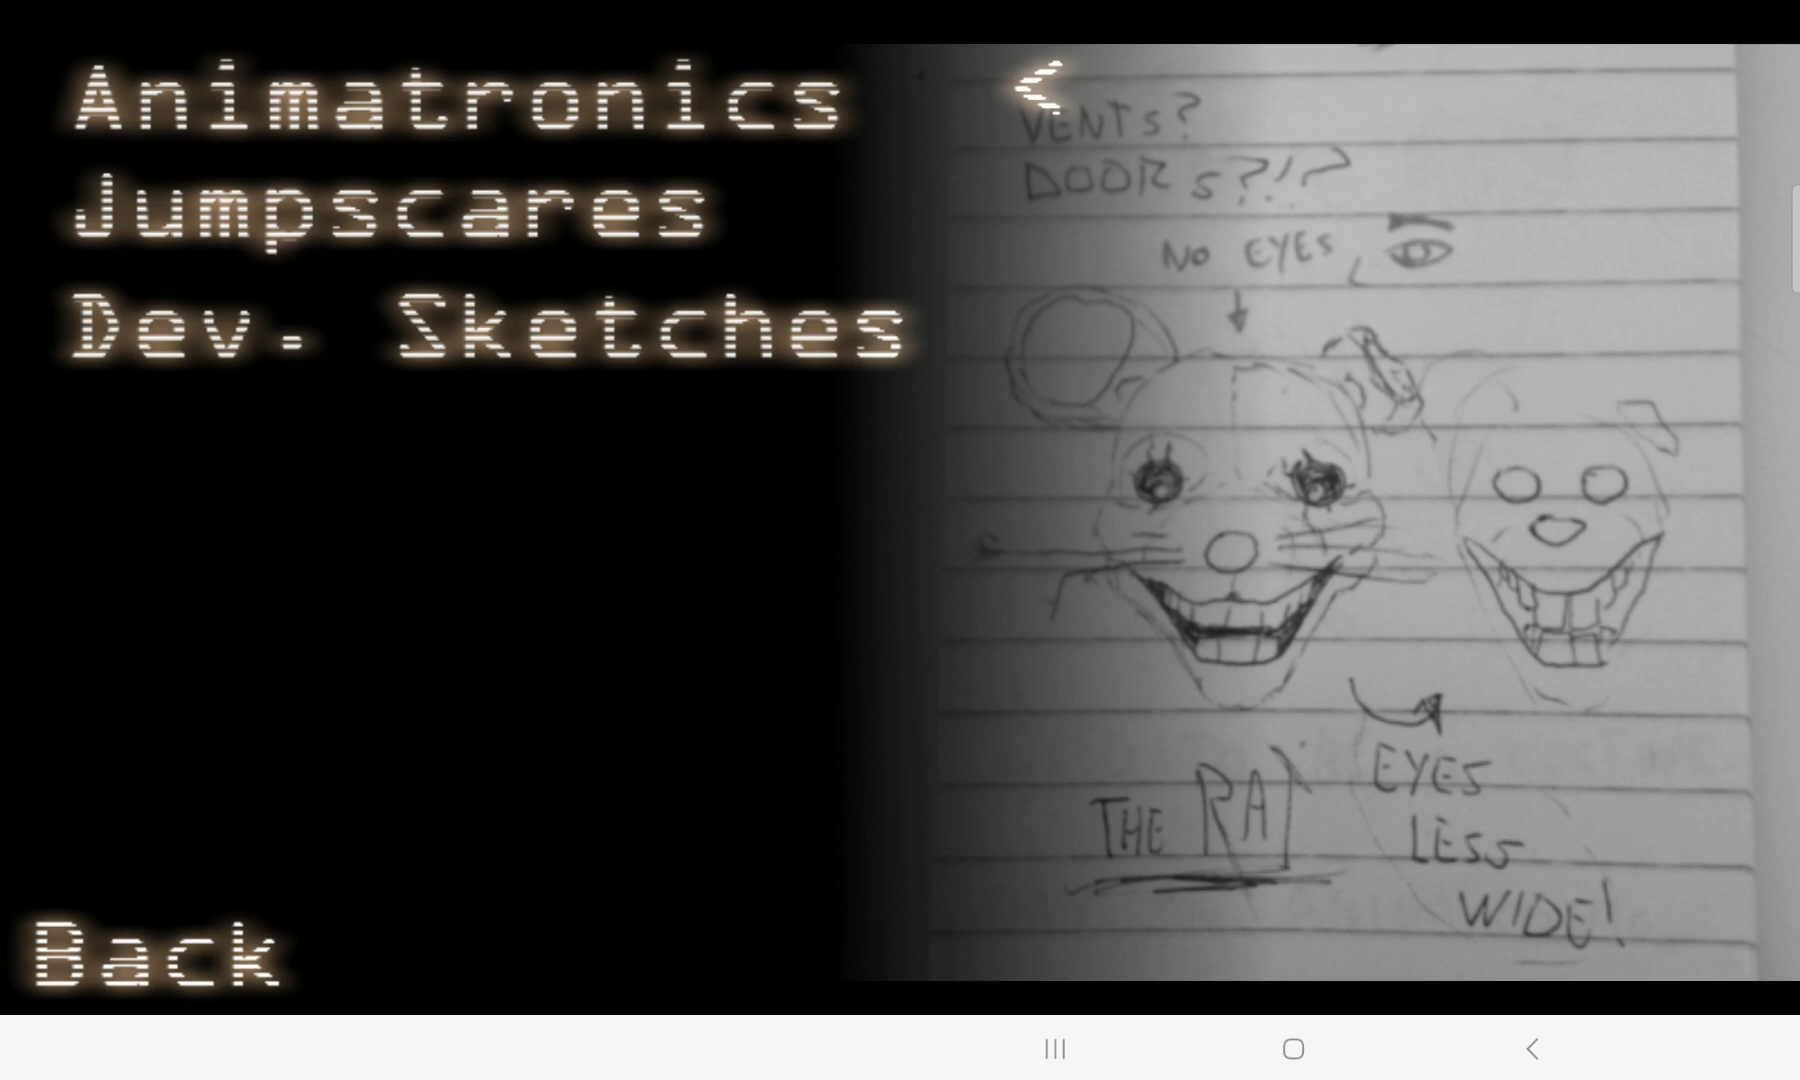 Animatronics
Jumpscares
Dev- Sketches
Back
<
VENTs?
DOORs?!?
NO EYEs
THE RAT
EYES
LESS
WIDE!